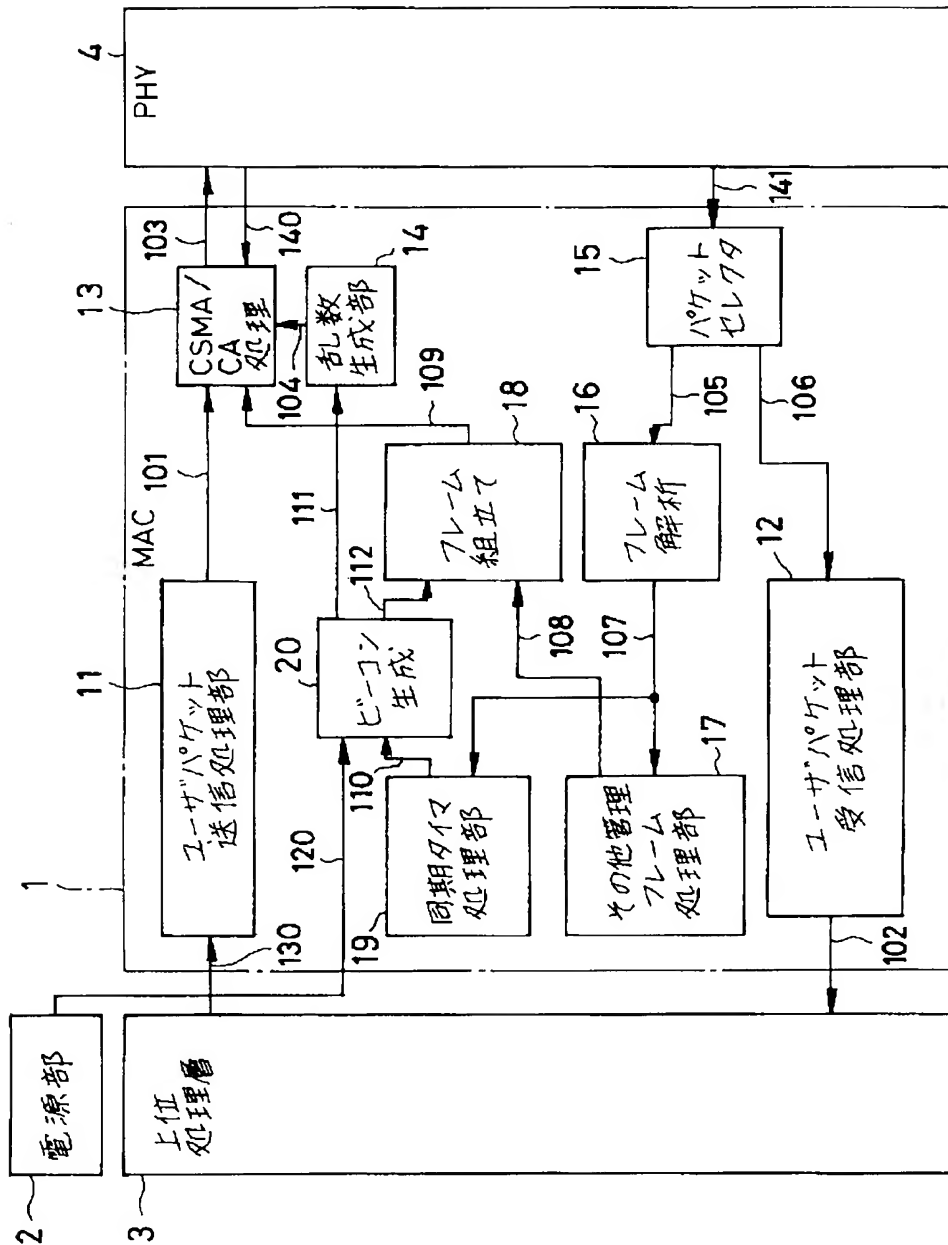 2
電源部
3
上位
処理層
1
MAC
130
120
11
ユーザパケット
送信処理部
101
13
CSMA/
CA
処理
103
140
4
PHY
14
乱数
生成部
104
111
20
ビーコン
生成
112
110
19
同期タイマ
処理部
18
フレーム
組立て
109
108
17
その他管理
フレーム
処理部
107
16
フレーム
解析
105
15
パケット
セレクタ
141
106
12
ユーザパケット
受信処理部
102